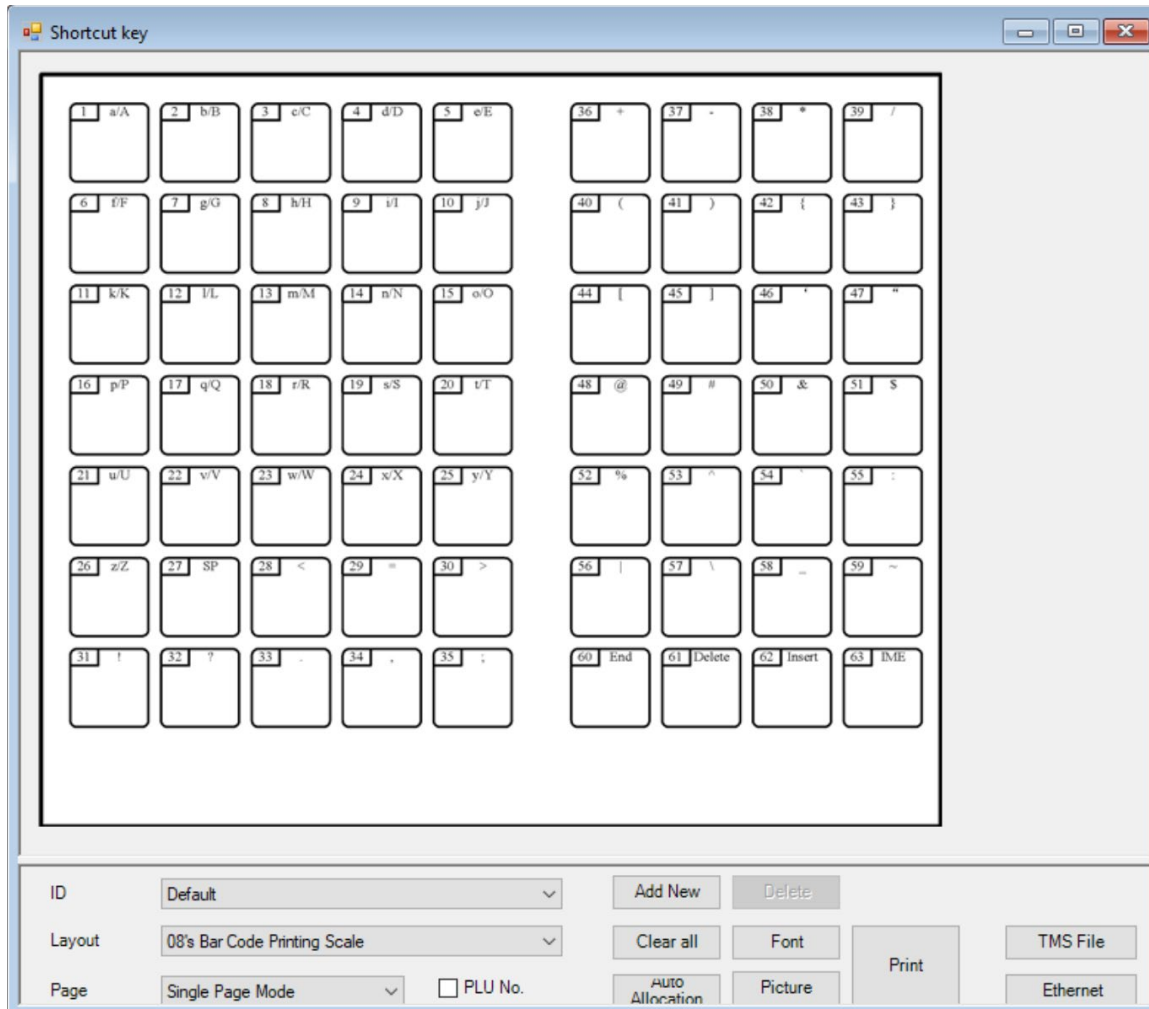 Shortcut key
1 a/A 2 b/B 3 c/C 4 d/D 5 e/E 36 + 37 - 38 * 39 /
6 f/F 7 g/G 8 h/H 9 i/I 10 j/J 40 ( 41 ) 42 { 43 }
11 k/K 12 l/L 13 m/M 14 n/N 15 o/O 44 [ 45 ] 46 ‘ 47 “
16 p/P 17 q/Q 18 r/R 19 s/S 20 t/T 48 @ 49 # 50 & 51 $
21 u/U 22 v/V 23 w/W 24 x/X 25 y/Y 52 % 53 ^ 54 ` 55 :
26 z/Z 27 SP 28 < 29 = 30 > 56 | 57 \ 58 _ 59 ~
31 ! 32 ? 33 . 34 , 35 ; 60 End 61 Delete 62 Insert 63 IME
ID Default Add New Delete
Layout 08's Bar Code Printing Scale Clear all Font Print TMS File
Page Single Page Mode PLU No. Auto Allocation Picture Ethernet